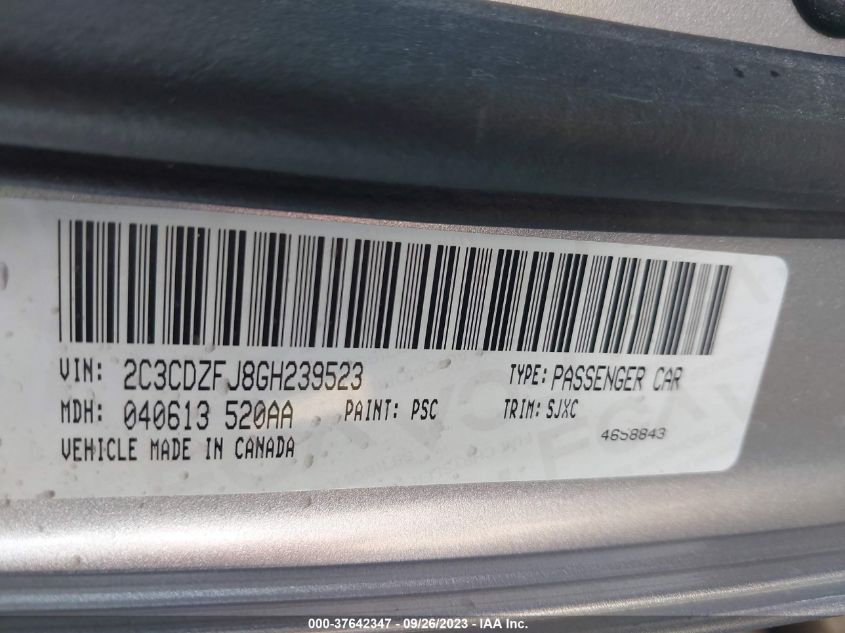 VIN: 2C3CDZFJ8GH239523 TYPE: PASSENGER CAR
MDH: 040613 520AA PAINT: PSC TRIM: SJXC
VEHICLE MADE IN CANADA 4658843
000-37642347 - 09/26/2023 - IAA Inc.